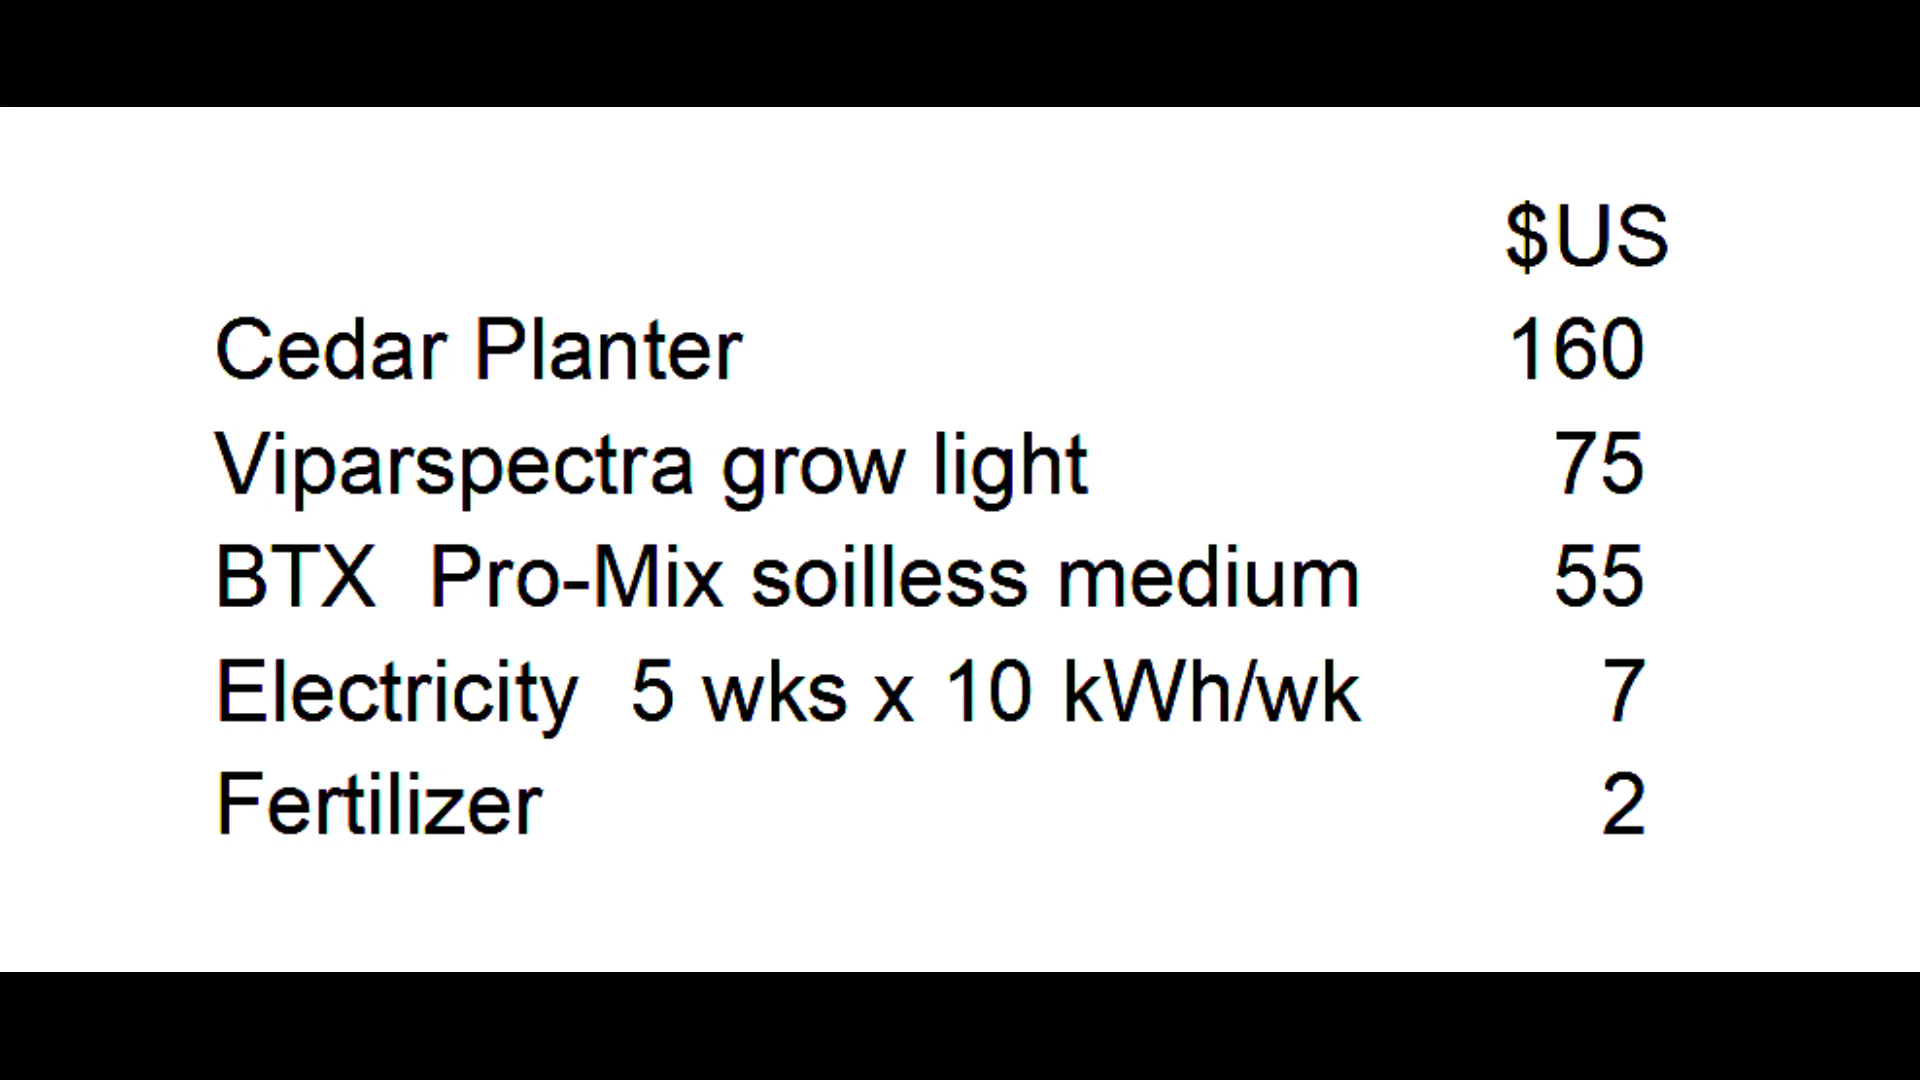 $US
Cedar Planter 160
Viparspectra grow light 75
BTX Pro-Mix soilless medium 55
Electricity 5 wks x 10 kWh/wk 7
Fertilizer 2